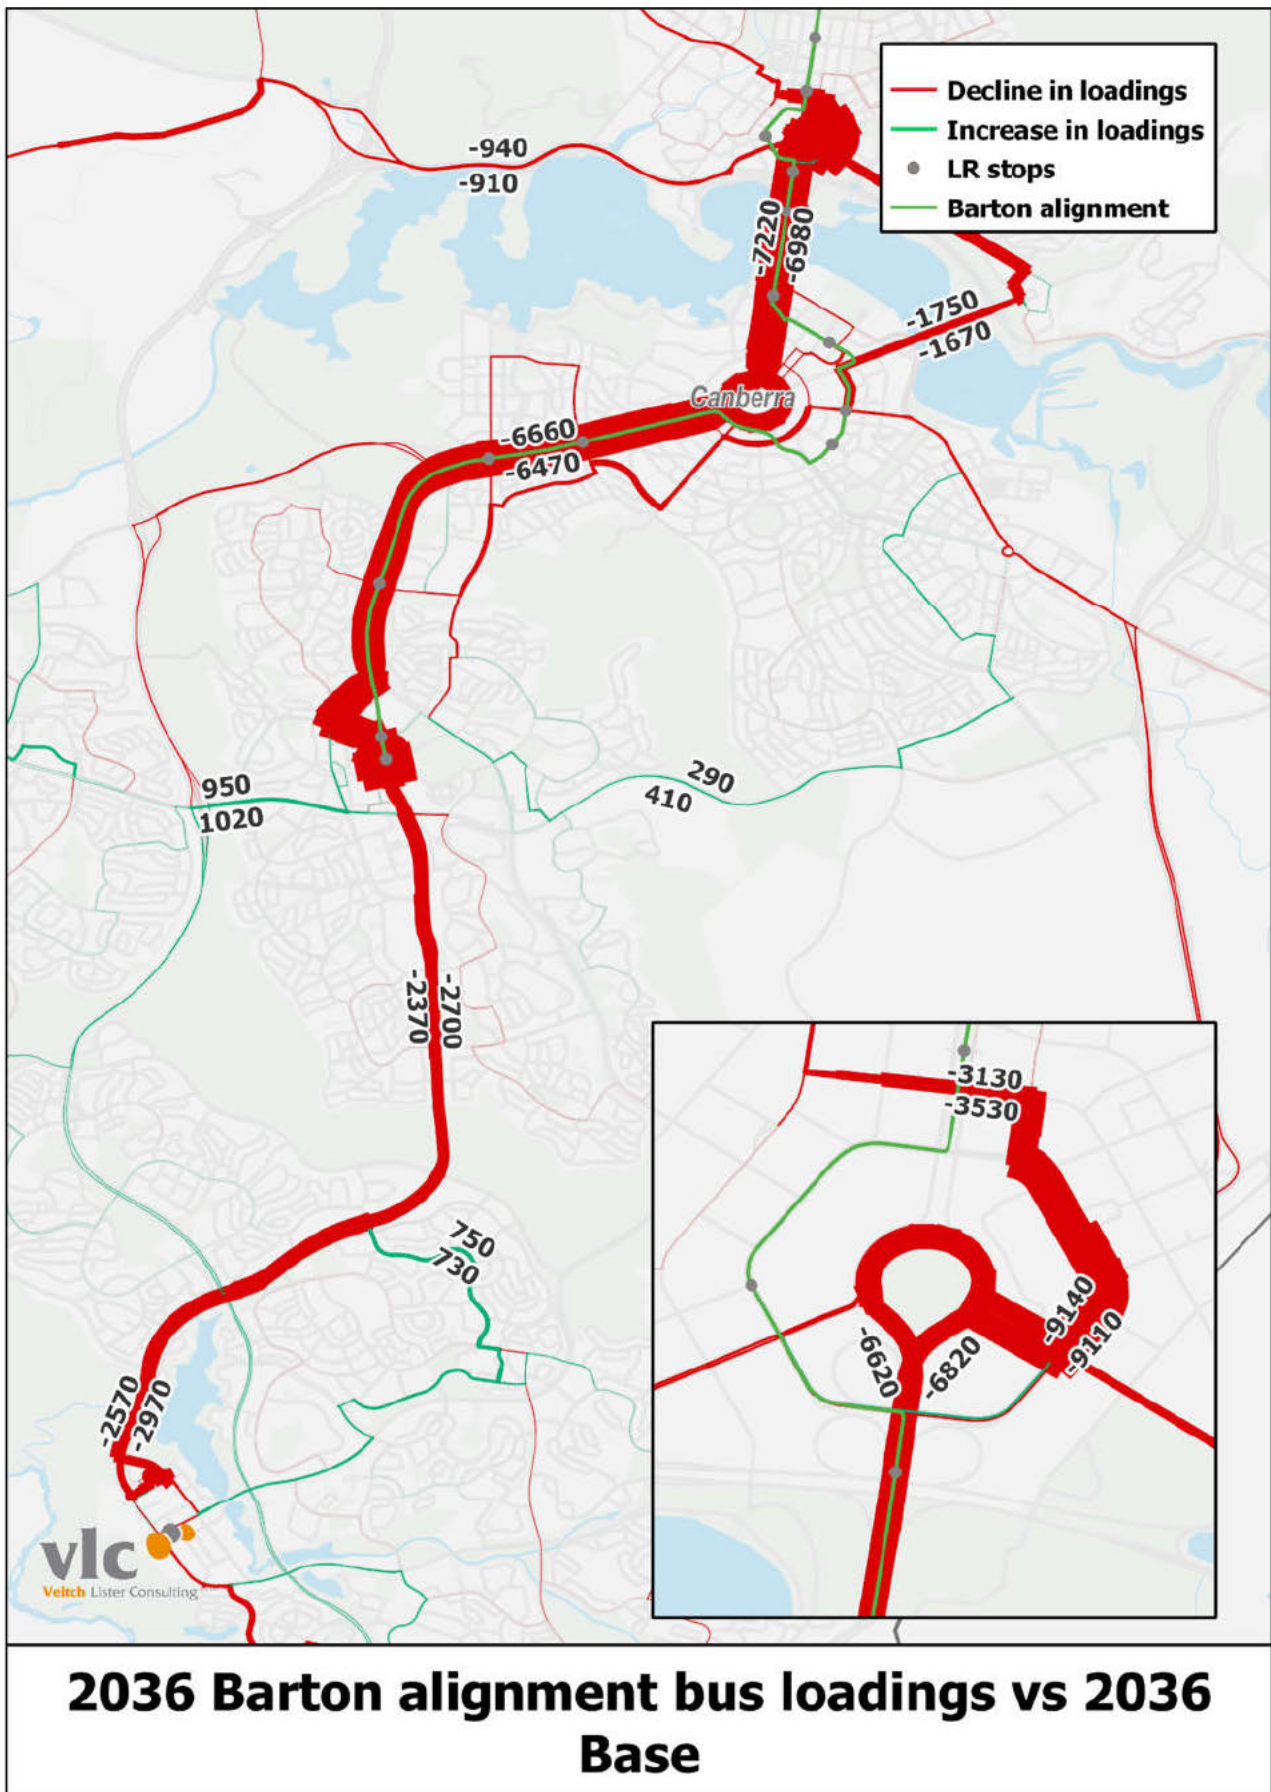 Decline in loadings
Increase in loadings
LR stops
Barton alignment
-940
-910
-7220
-6980
-1750
-1670
Canberra
-6660
-6470
950
1020
290
410
-2370
-2700
750
730
-2570
-2970
-3130
-3530
-9140
-9110
-6620
-6820
vlc
Veitch Lister Consulting
2036 Barton alignment bus loadings vs 2036
Base